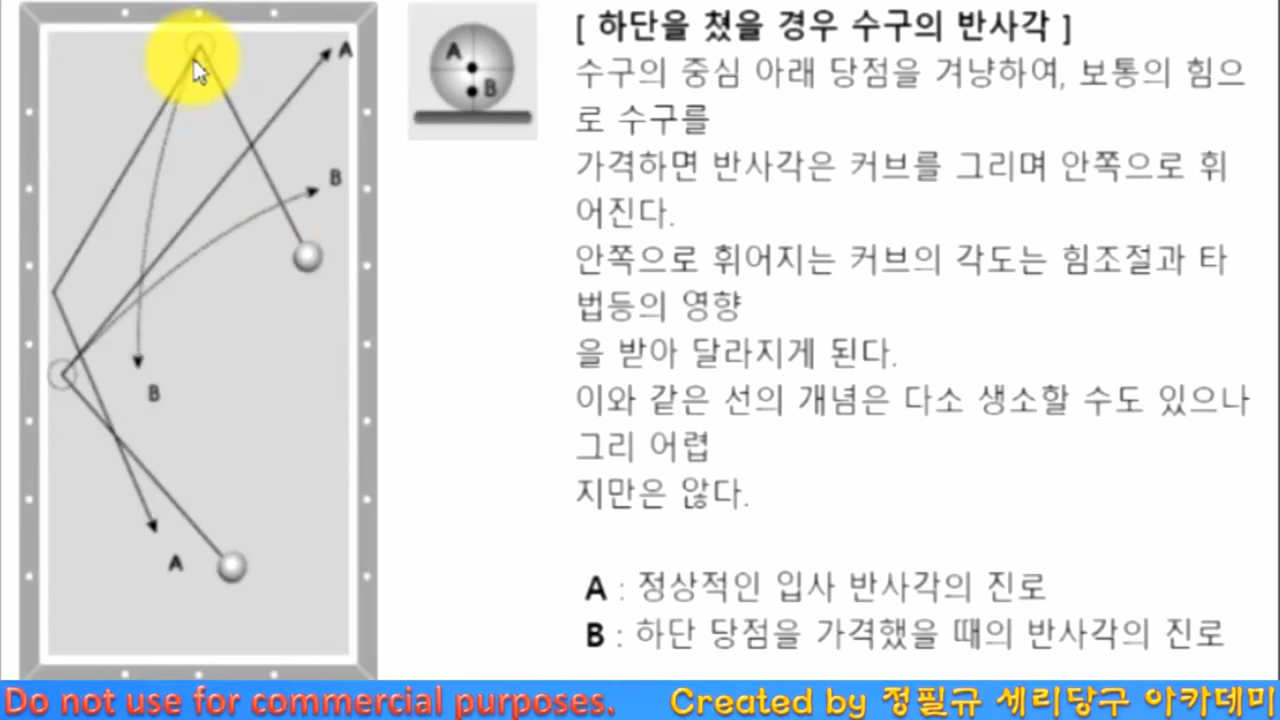 A
B
B
A
A
B
[ 하단을 쳤을 경우 수구의 반사각 ]
수구의 중심 아래 당점을 겨냥하여, 보통의 힘으
로 수구를
가격하면 반사각은 커브를 그리며 안쪽으로 휘
어진다.
안쪽으로 휘어지는 커브의 각도는 힘조절과 타
법등의 영향
을 받아 달라지게 된다.
이와 같은 선의 개념은 다소 생소할 수도 있으나
그리 어렵
지만은 않다.
A : 정상적인 입사 반사각의 진로
B : 하단 당점을 가격했을 때의 반사각의 진로
Do not use for commercial purposes.
Created by 정필규 세리당구 아카데미